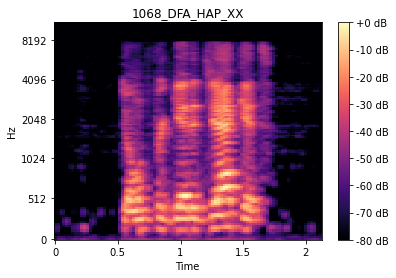 1068_DFA_HAP_XX
+0 dB
8192
-10 dB
4096
-20 dB
-30 dB
2048
-40 dB
Hz
1024
-50 dB
512
-60 dB
-70 dB
0
-80 dB
0 0.5 1 1.5 2
Time